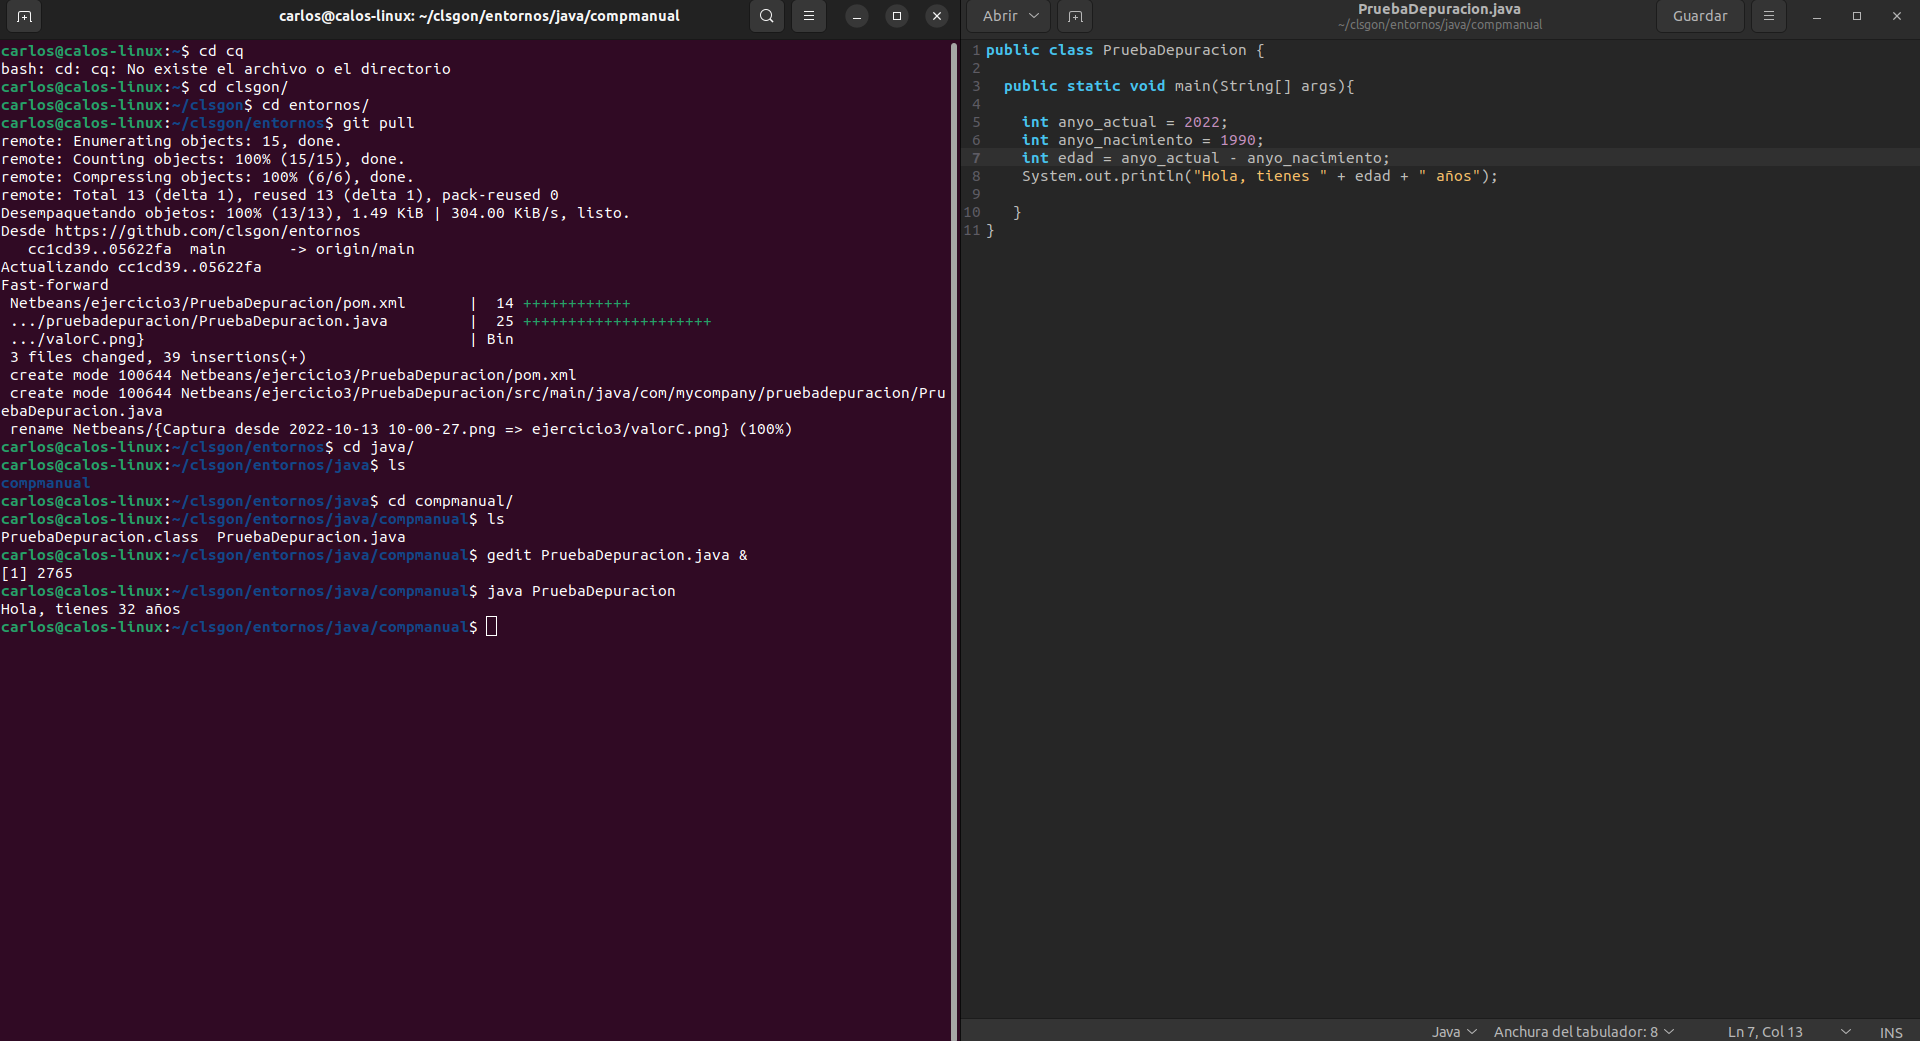 carlos@calos-linux: ~/clsgon/entornos/java/compmanual
carlos@calos-linux:~$ cd cq
bash: cd: cq: No existe el archivo o el directorio
carlos@calos-linux:~$ cd clsgon/
carlos@calos-linux:~/clsgon$ cd entornos/
carlos@calos-linux:~/clsgon/entornos$ git pull
remote: Enumerating objects: 15, done.
remote: Counting objects: 100% (15/15), done.
remote: Compressing objects: 100% (6/6), done.
remote: Total 13 (delta 1), reused 13 (delta 1), pack-reused 0
Desempaquetando objetos: 100% (13/13), 1.49 KiB | 304.00 KiB/s, listo.
Desde https://github.com/clsgon/entornos
   cc1cd39..05622fa  main       -> origin/main
Actualizando cc1cd39..05622fa
Fast-forward
 Netbeans/ejercicio3/PruebaDepuracion/pom.xml       |  14 ++++++++++++
 .../pruebadepuracion/PruebaDepuracion.java         |  25 +++++++++++++++++++++
 .../valorC.png}                                    | Bin
 3 files changed, 39 insertions(+)
 create mode 100644 Netbeans/ejercicio3/PruebaDepuracion/pom.xml
 create mode 100644 Netbeans/ejercicio3/PruebaDepuracion/src/main/java/com/mycompany/pruebadepuracion/Pru
ebaDepuracion.java
 rename Netbeans/{Captura desde 2022-10-13 10-00-27.png => ejercicio3/valorC.png} (100%)
carlos@calos-linux:~/clsgon/entornos$ cd java/
carlos@calos-linux:~/clsgon/entornos/java$ ls
compmanual
carlos@calos-linux:~/clsgon/entornos/java$ cd compmanual/
carlos@calos-linux:~/clsgon/entornos/java/compmanual$ ls
PruebaDepuracion.class  PruebaDepuracion.java
carlos@calos-linux:~/clsgon/entornos/java/compmanual$ gedit PruebaDepuracion.java &
[1] 2765
carlos@calos-linux:~/clsgon/entornos/java/compmanual$ java PruebaDepuracion
Hola, tienes 32 años
carlos@calos-linux:~/clsgon/entornos/java/compmanual$
Abrir
PruebaDepuracion.java
~/clsgon/entornos/java/compmanual
Guardar
1 public class PruebaDepuracion {
2
3   public static void main(String[] args){
4
5     int anyo_actual = 2022;
6     int anyo_nacimiento = 1990;
7     int edad = anyo_actual - anyo_nacimiento;
8     System.out.println("Hola, tienes " + edad + " años");
9
10    }
11 }
Java
Anchura del tabulador: 8
Ln 7, Col 13
INS